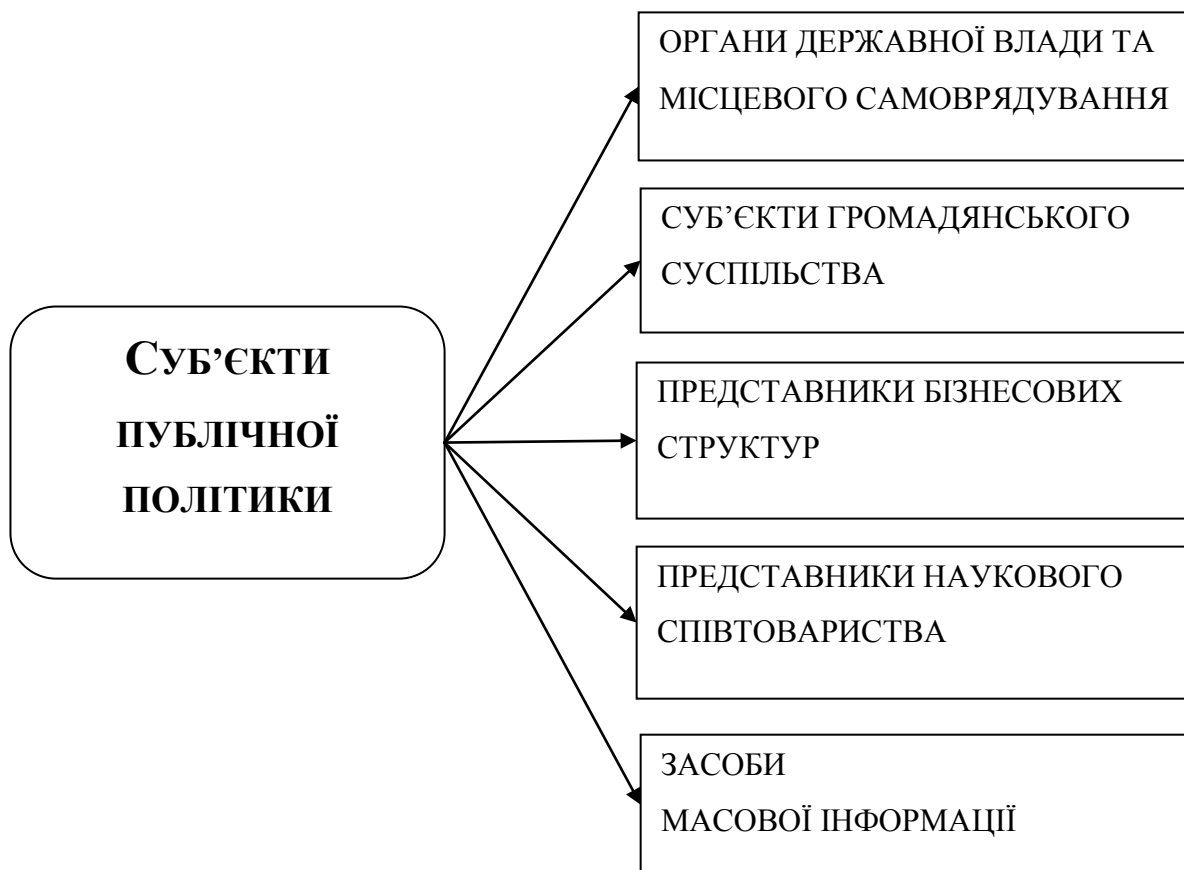 СУБ’ЄКТИ
ПУБЛІЧНОЇ
ПОЛІТИКИ
ОРГАНИ ДЕРЖАВНОЇ ВЛАДИ ТА
МІСЦЕВОГО САМОВРЯДУВАННЯ
СУБ’ЄКТИ ГРОМАДЯНСЬКОГО
СУСПІЛЬСТВА
ПРЕДСТАВНИКИ БІЗНЕСОВИХ
СТРУКТУР
ПРЕДСТАВНИКИ НАУКОВОГО
СПІВТОВАРИСТВА
ЗАСОБИ
МАСОВОЇ ІНФОРМАЦІЇ